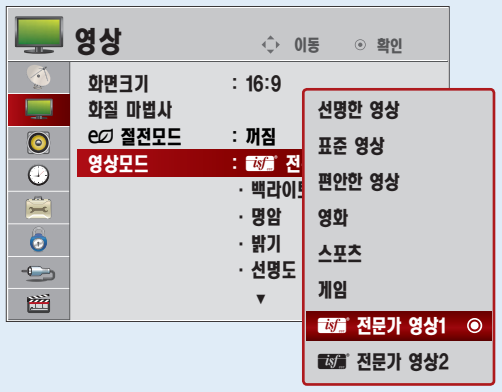 영상
이동 확인
화면크기 : 16:9
화질 마법사
절전모드 : 꺼짐
영상모드 : isf 전
· 백라이트
· 명암
· 밝기
· 선명도
▼
선명한 영상
표준 영상
편안한 영상
영화
스포츠
게임
isf 전문가 영상1
isf 전문가 영상2